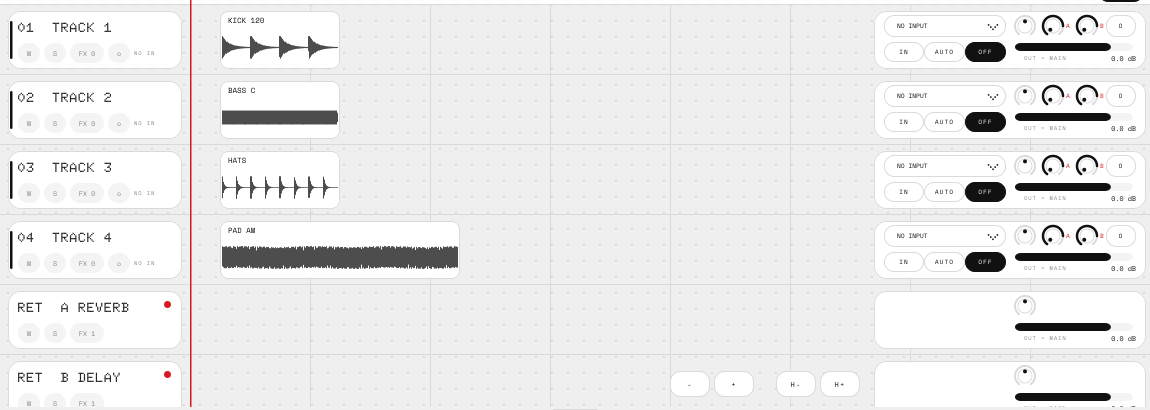 01 TRACK 1
M S FX 0 NO IN
KICK 120
NO INPUT
A B 0
IN AUTO OFF
OUT = MAIN 0.0 dB
02 TRACK 2
M S FX 0 NO IN
BASS C
NO INPUT
A B 0
IN AUTO OFF
OUT = MAIN 0.0 dB
03 TRACK 3
M S FX 0 NO IN
HATS
NO INPUT
A B 0
IN AUTO OFF
OUT = MAIN 0.0 dB
04 TRACK 4
M S FX 0 NO IN
PAD AM
NO INPUT
A B 0
IN AUTO OFF
OUT = MAIN 0.0 dB
RET A REVERB
M S FX 1
OUT = MAIN 0.0 dB
RET B DELAY
M S FX 1
- + H- H+